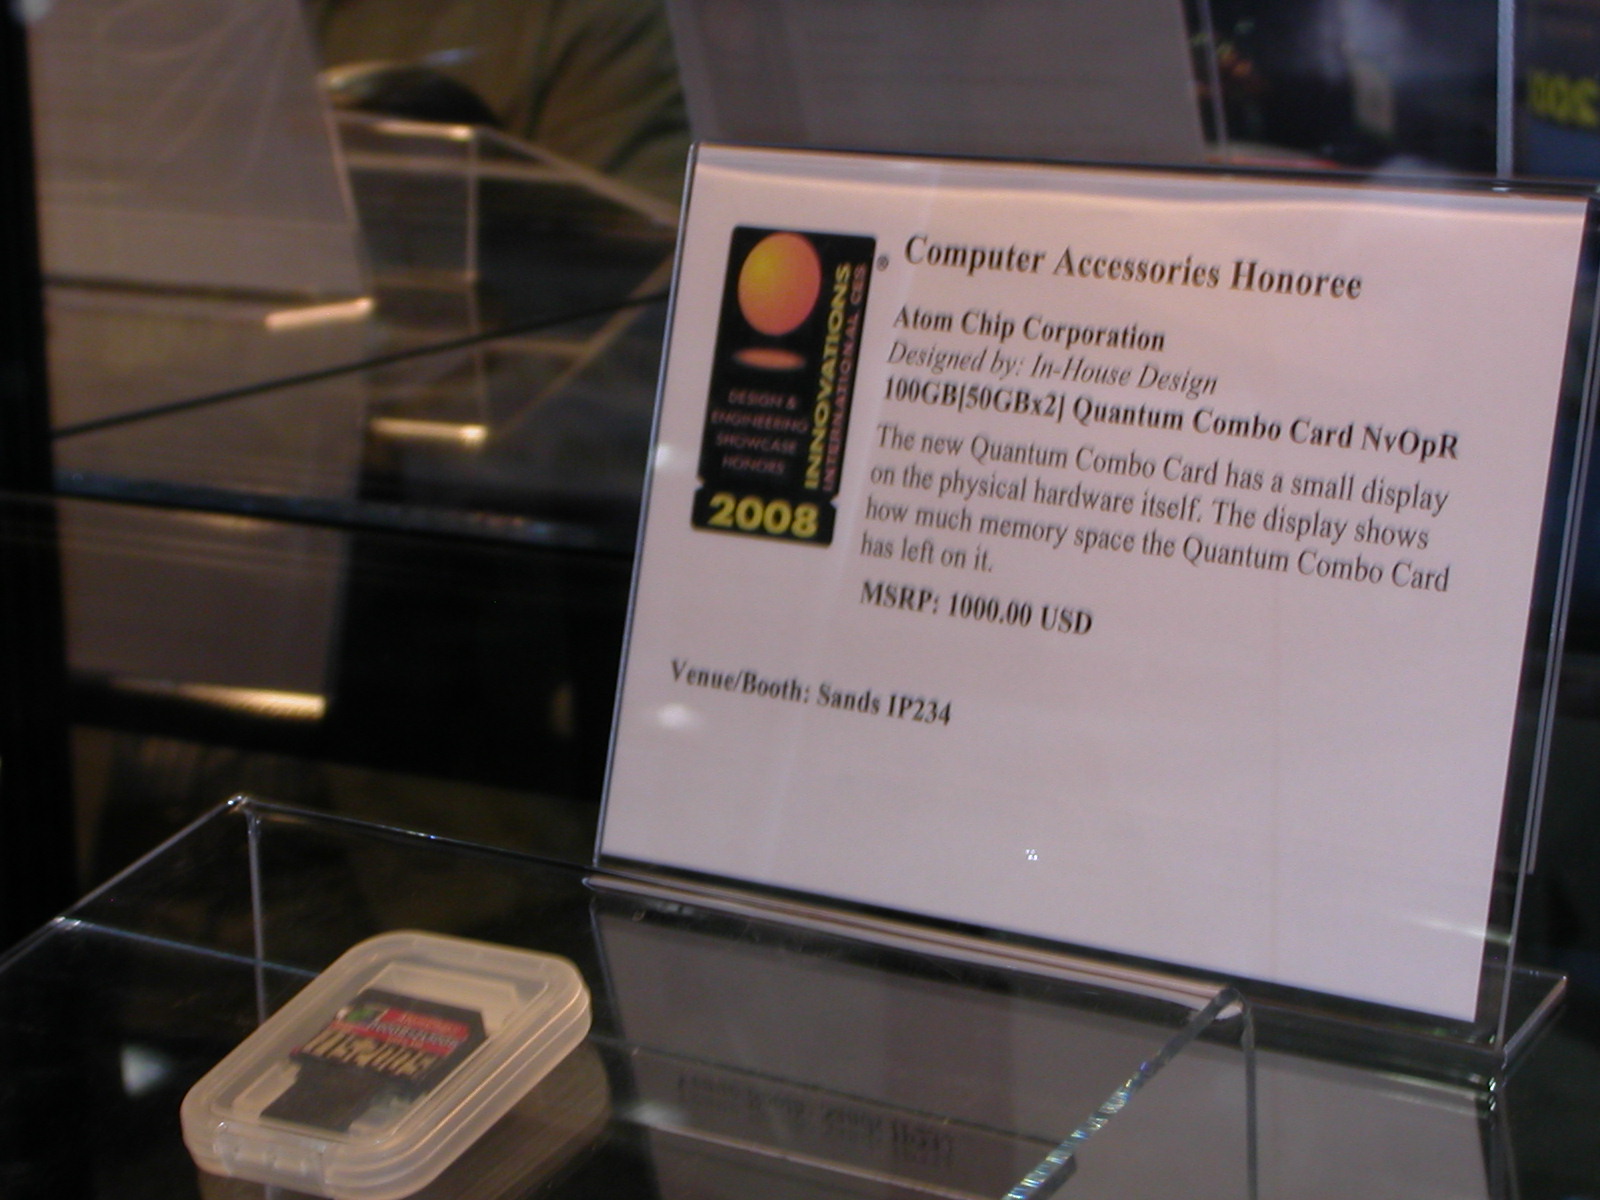 Computer Accessories Honoree
Atom Chip Corporation
Designed by: In-House Design
100GB[50GBx2] Quantum Combo Card NvOpR
The new Quantum Combo Card has a small display
on the physical hardware itself. The display shows
how much memory space the Quantum Combo Card
has left on it.
MSRP: 1000.00 USD
Venue/Booth: Sands IP234
INNOVATIONS
INTERNATIONAL CES
®
DESIGN &
ENGINEERING
SHOWCASE
HONORS
2008